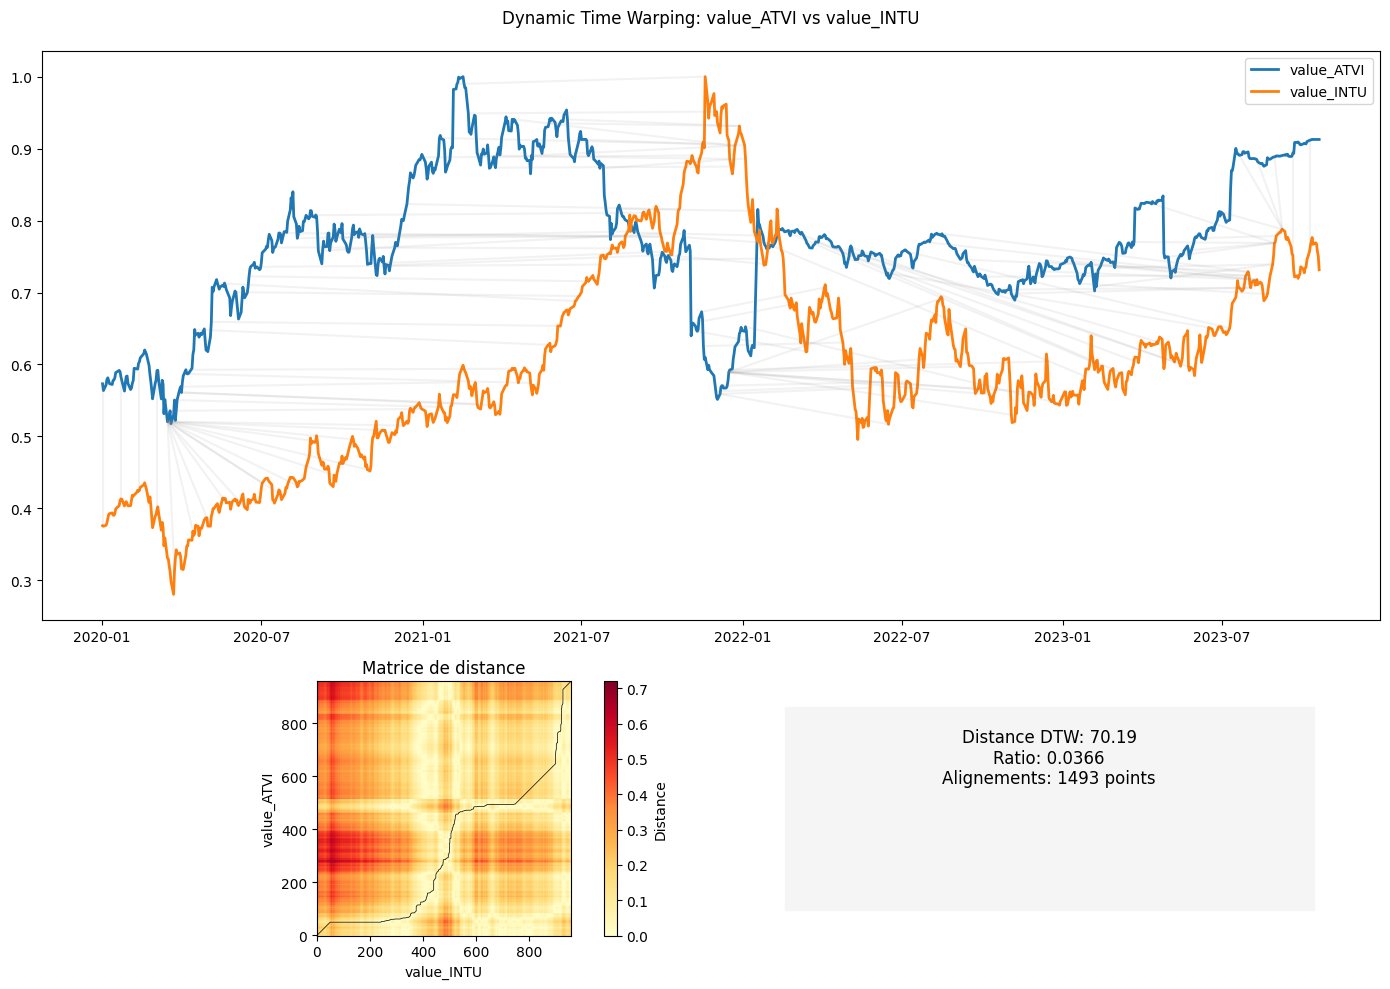 Dynamic Time Warping: value_ATVI vs value_INTU
value_ATVI
value_INTU
1.0
0.9
0.8
0.7
0.6
0.5
0.4
0.3
2020-01 2020-07 2021-01 2021-07 2022-01 2022-07 2023-01 2023-07
Matrice de distance
value_ATVI
800
600
400
200
0
0 200 400 600 800
value_INTU
0.7
0.6
0.5
0.4
0.3
0.2
0.1
0.0
Distance
Distance DTW: 70.19
Ratio: 0.0366
Alignements: 1493 points